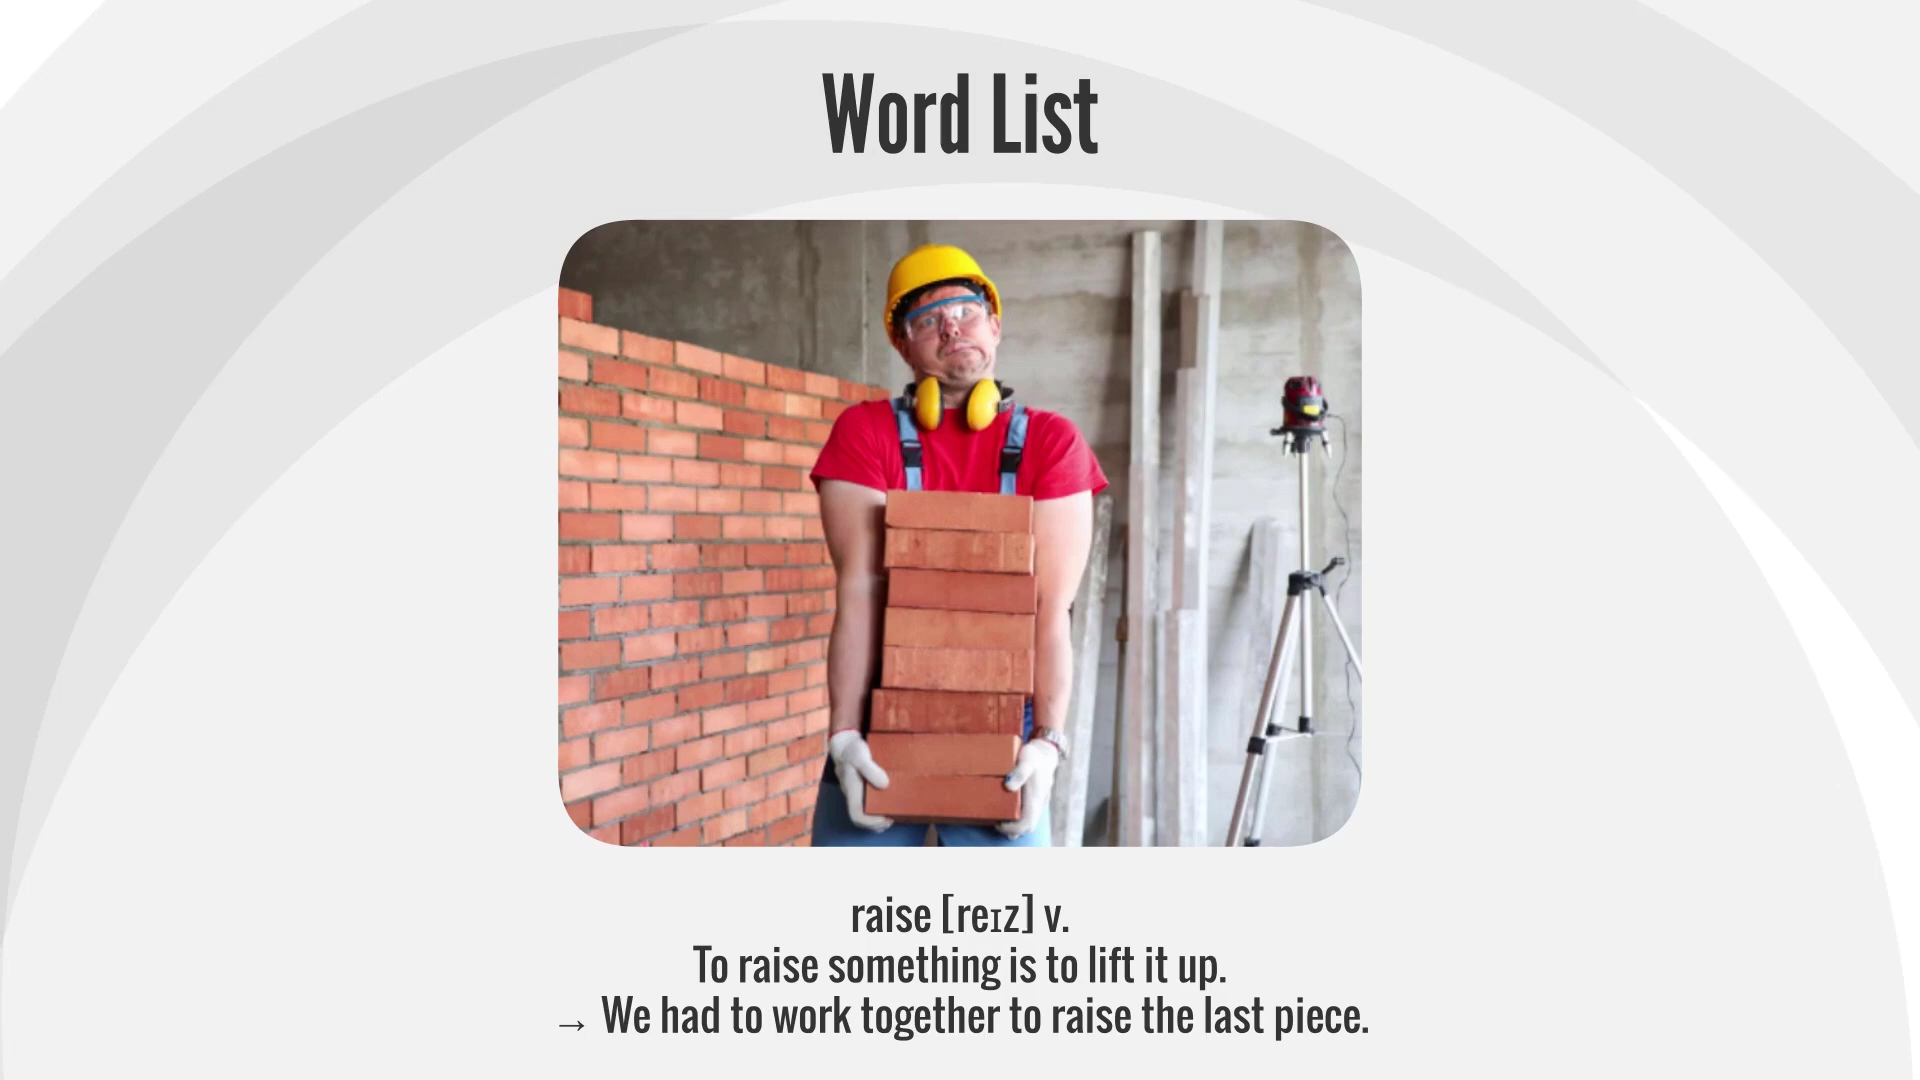 Word List
raise [reɪz] v.
To raise something is to lift it up.
→ We had to work together to raise the last piece.